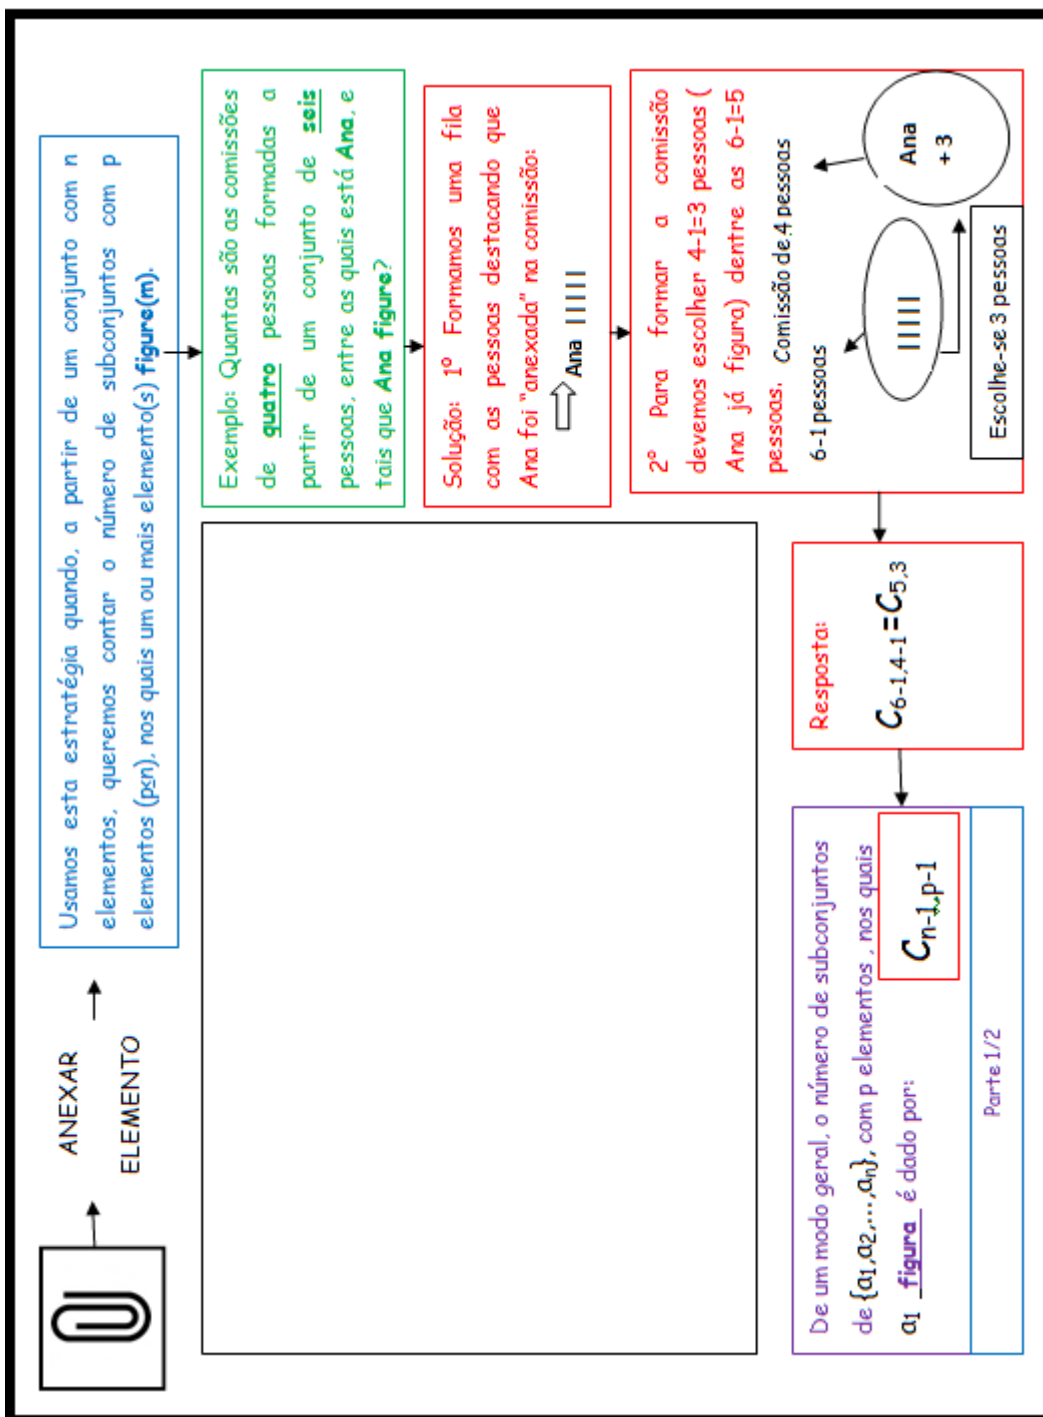 ANEXAR
ELEMENTO
Usamos esta estratégia quando, a partir de um conjunto com n
elementos, queremos contar o número de subconjuntos com p
elementos (p≤n), nos quais um ou mais elemento(s) figure(m).
Exemplo: Quantas são as comissões
de quatro pessoas formadas a
partir de um conjunto de seis
pessoas, entre as quais está Ana, e
tais que Ana figure?
Solução: 1º Formamos uma fila
com as pessoas destacando que
Ana foi "anexada" na comissão:
Ana | | | | |
2º Para formar a comissão
devemos escolher 4-1=3 pessoas (
Ana já figura) dentre as 6-1=5
pessoas.
Comissão de 4 pessoas
6-1 pessoas
| | | | |
Ana
+ 3
Escolhe-se 3 pessoas
Resposta:
C6-1,4-1=C5,3
De um modo geral, o número de subconjuntos
de {a1,a2,...,an}, com p elementos , nos quais
a1 figura é dado por:
Cn-1,p-1
Parte 1/2